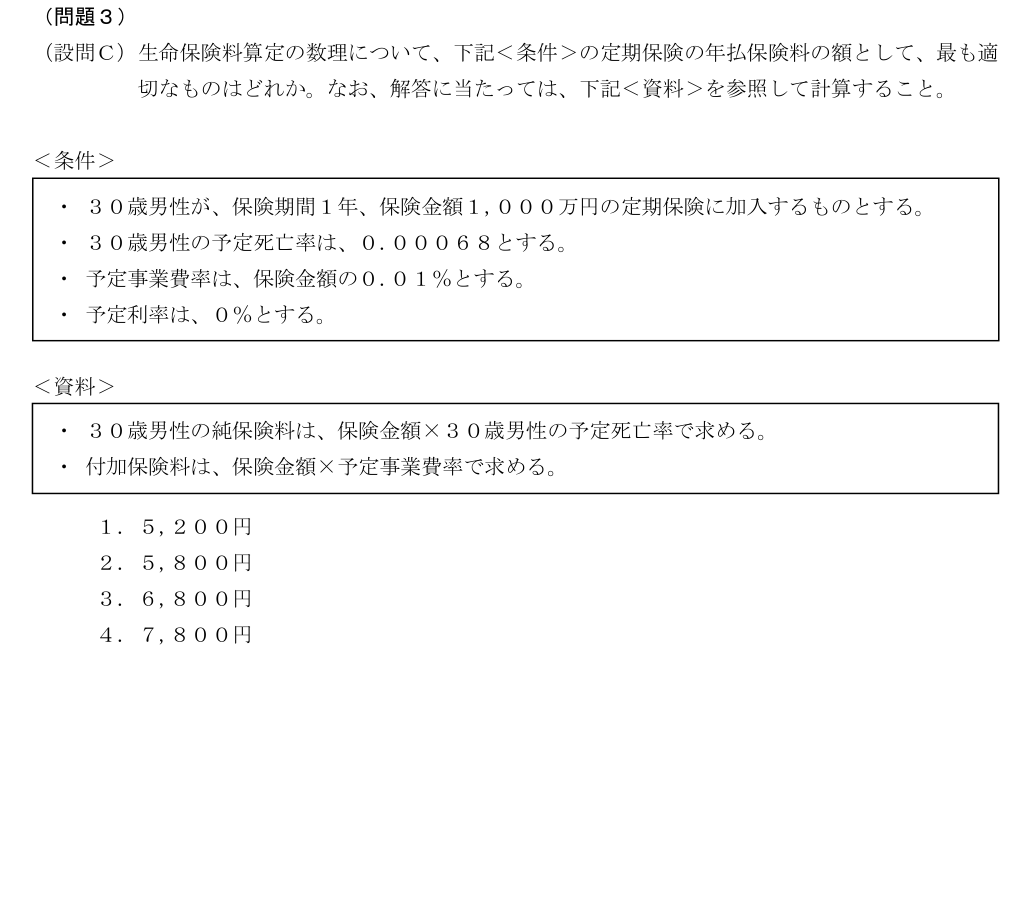 （問題３）
（設問Ｃ）生命保険料算定の数理について、下記＜条件＞の定期保険の年払保険料の額として、最も適
切なものはどれか。なお、解答に当たっては、下記＜資料＞を参照して計算すること。
＜条件＞
・ ３０歳男性が、保険期間１年、保険金額１,０００万円の定期保険に加入するものとする。
・ ３０歳男性の予定死亡率は、０.０００６８とする。
・ 予定事業費率は、保険金額の０.０１％とする。
・ 予定利率は、０％とする。
＜資料＞
・ ３０歳男性の純保険料は、保険金額×３０歳男性の予定死亡率で求める。
・ 付加保険料は、保険金額×予定事業費率で求める。
１．５,２００円
２．５,８００円
３．６,８００円
４．７,８００円